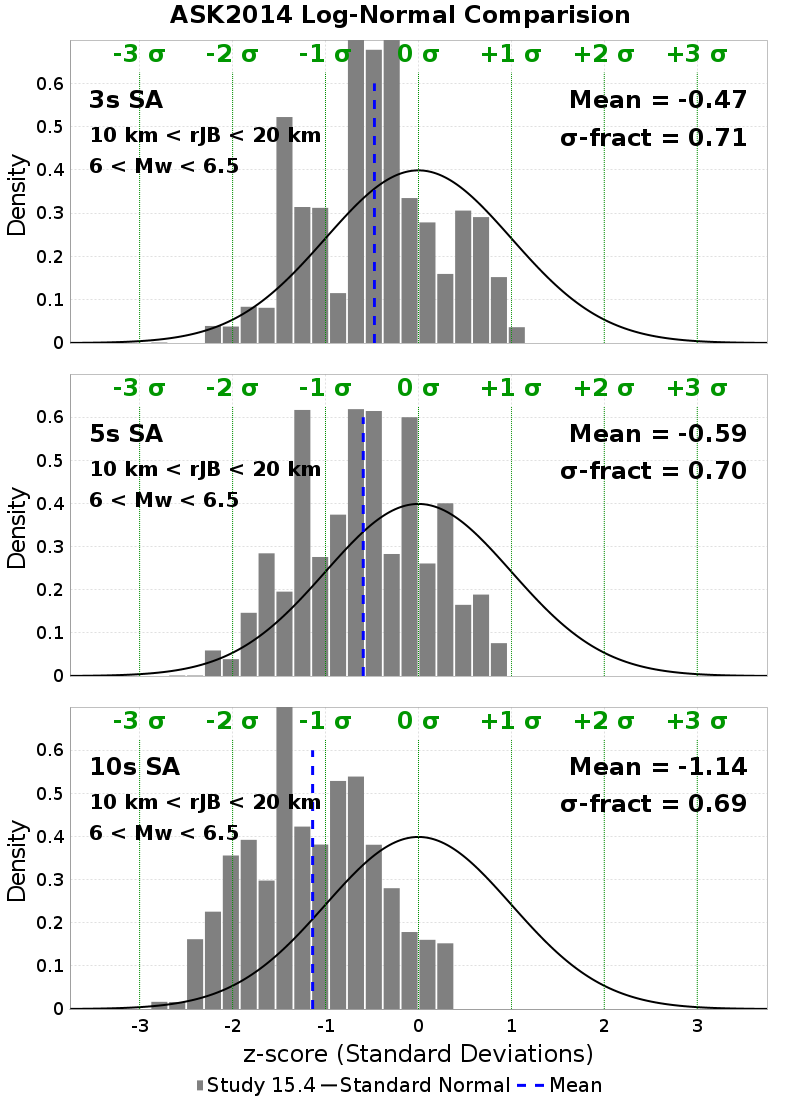 ASK2014 Log-Normal Comparision
-3 σ -2 σ -1 σ 0 σ +1 σ +2 σ +3 σ
0.6
3s SA
Mean = -0.47
0.5
10 km < rJB < 20 km
σ-fract = 0.71
6 < Mw < 6.5
0.4
0.3
0.2
0.1
0
Density
-3 σ -2 σ -1 σ 0 σ +1 σ +2 σ +3 σ
0.6
5s SA
Mean = -0.59
0.5
10 km < rJB < 20 km
σ-fract = 0.70
6 < Mw < 6.5
0.4
0.3
0.2
0.1
0
Density
-3 σ -2 σ -1 σ 0 σ +1 σ +2 σ +3 σ
0.6
10s SA
Mean = -1.14
0.5
10 km < rJB < 20 km
σ-fract = 0.69
6 < Mw < 6.5
0.4
0.3
0.2
0.1
0
Density
-3 -2 -1 0 1 2 3
z-score (Standard Deviations)
Study 15.4 Standard Normal Mean